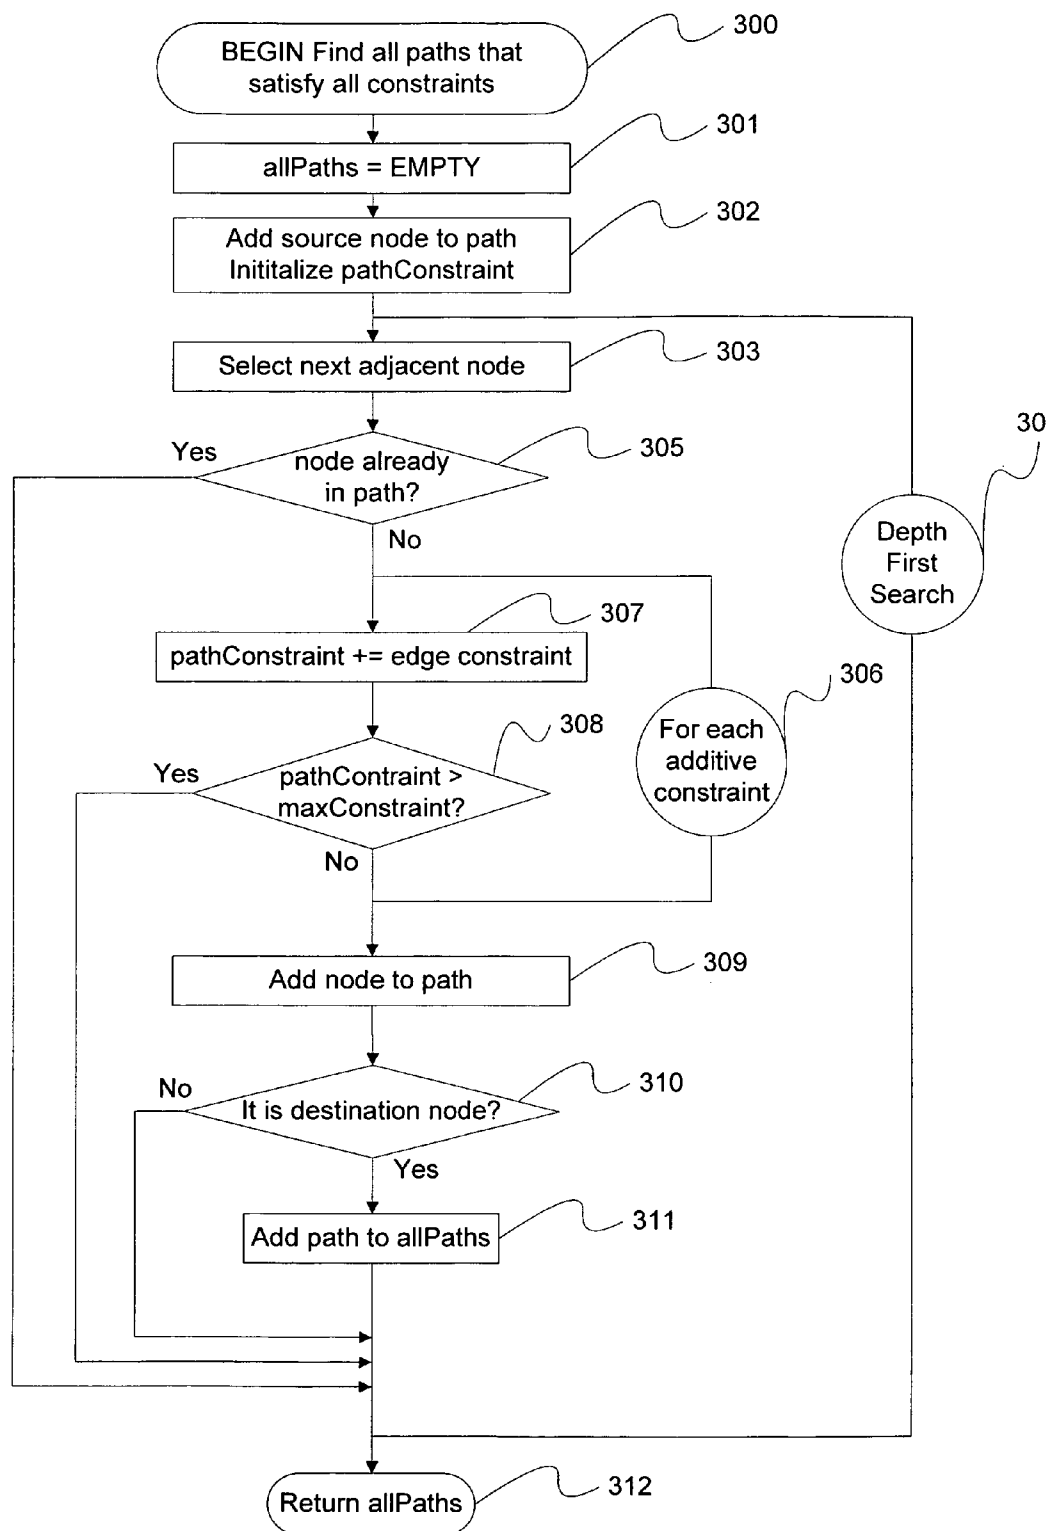 300
BEGIN Find all paths that
satisfy all constraints
301
allPaths = EMPTY
302
Add source node to path
Inititalize pathConstraint
303
Select next adjacent node
305
Yes
node already
in path?
No
30
Depth
First
Search
307
pathConstraint += edge constraint
306
For each
additive
constraint
308
Yes
pathContraint >
maxConstraint?
No
309
Add node to path
310
No
It is destination node?
Yes
311
Add path to allPaths
312
Return allPaths